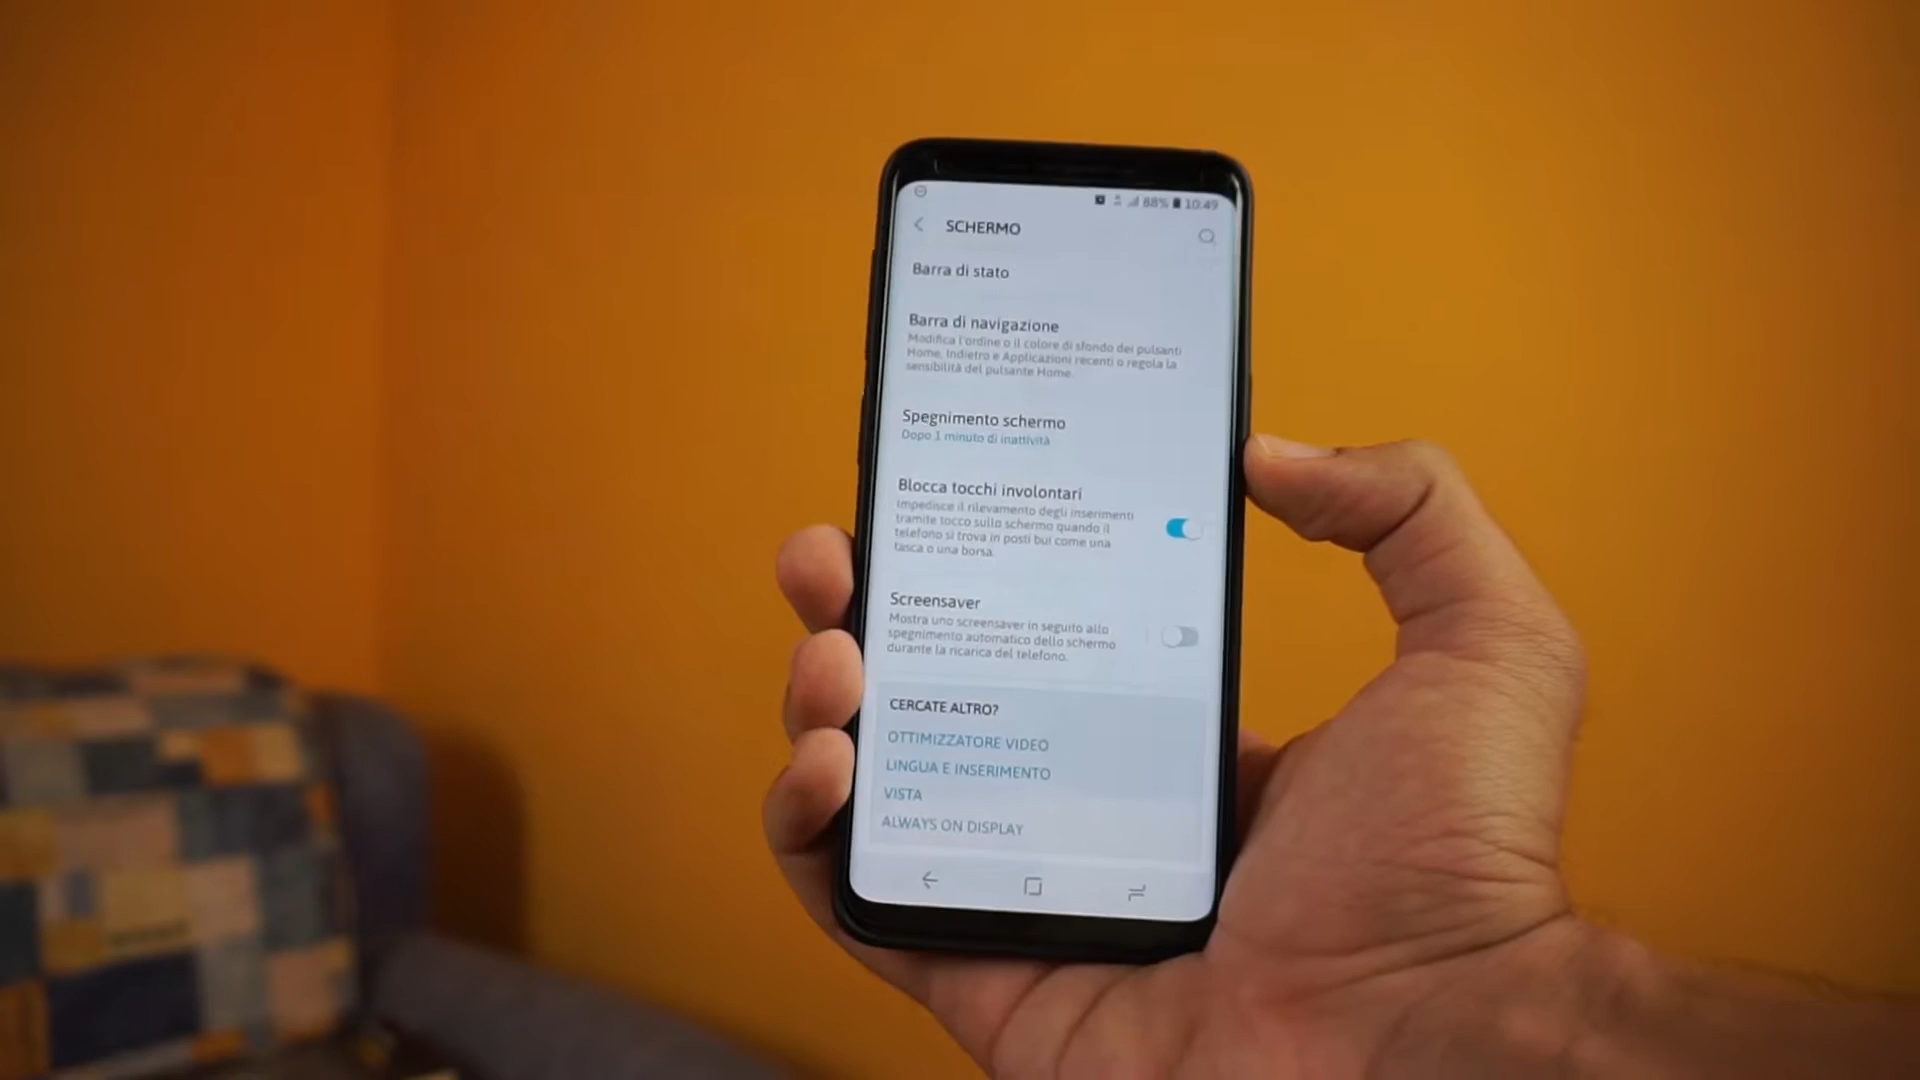 88% 10:49
SCHERMO
Barra di stato
Barra di navigazione
Modifica l'ordine o il colore di sfondo dei pulsanti
Home, Indietro e Applicazioni recenti o regola la
sensibilità del pulsante Home.
Spegnimento schermo
Dopo 1 minuto di inattività
Blocca tocchi involontari
Impedisce il rilevamento degli inserimenti
tramite tocco sullo schermo quando il
telefono si trova in posti bui come una
tasca o una borsa.
Screensaver
Mostra uno screensaver in seguito allo
spegnimento automatico dello schermo
durante la ricarica del telefono.
CERCATE ALTRO?
OTTIMIZZATORE VIDEO
LINGUA E INSERIMENTO
VISTA
ALWAYS ON DISPLAY